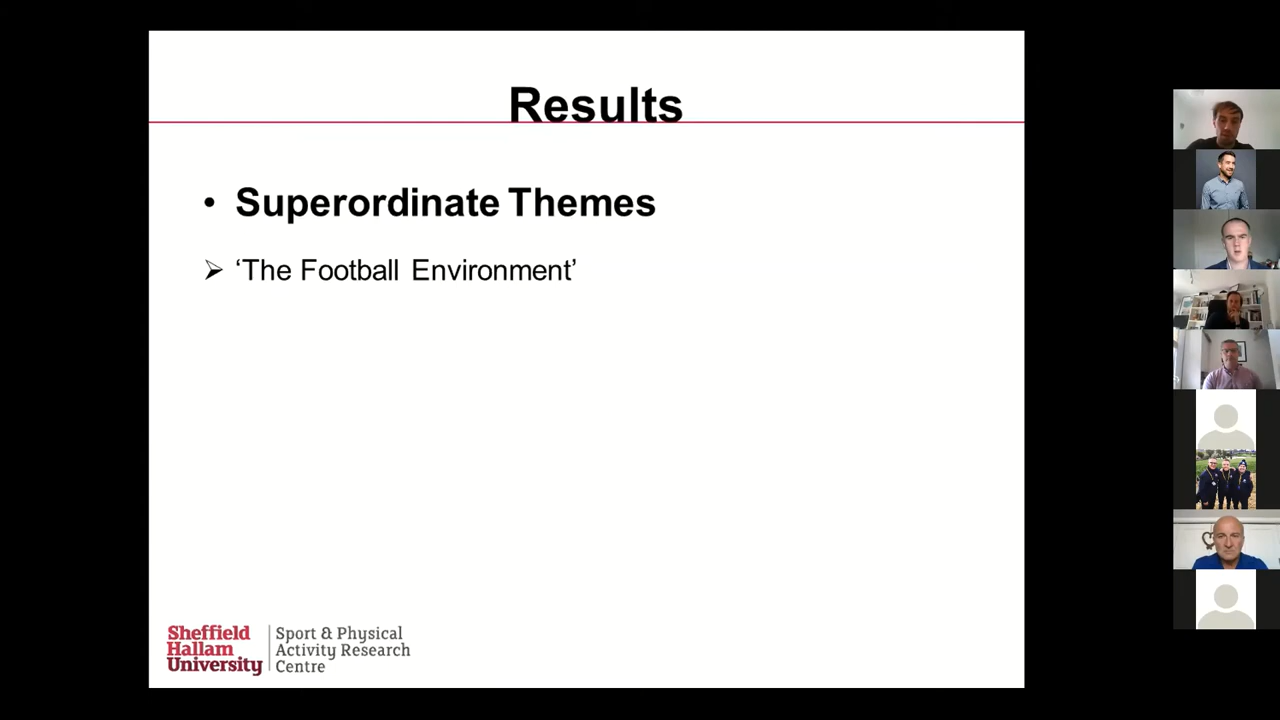 Results
• Superordinate Themes
➢ ‘The Football Environment’
Sheffield
Hallam
University
Sport & Physical
Activity Research
Centre